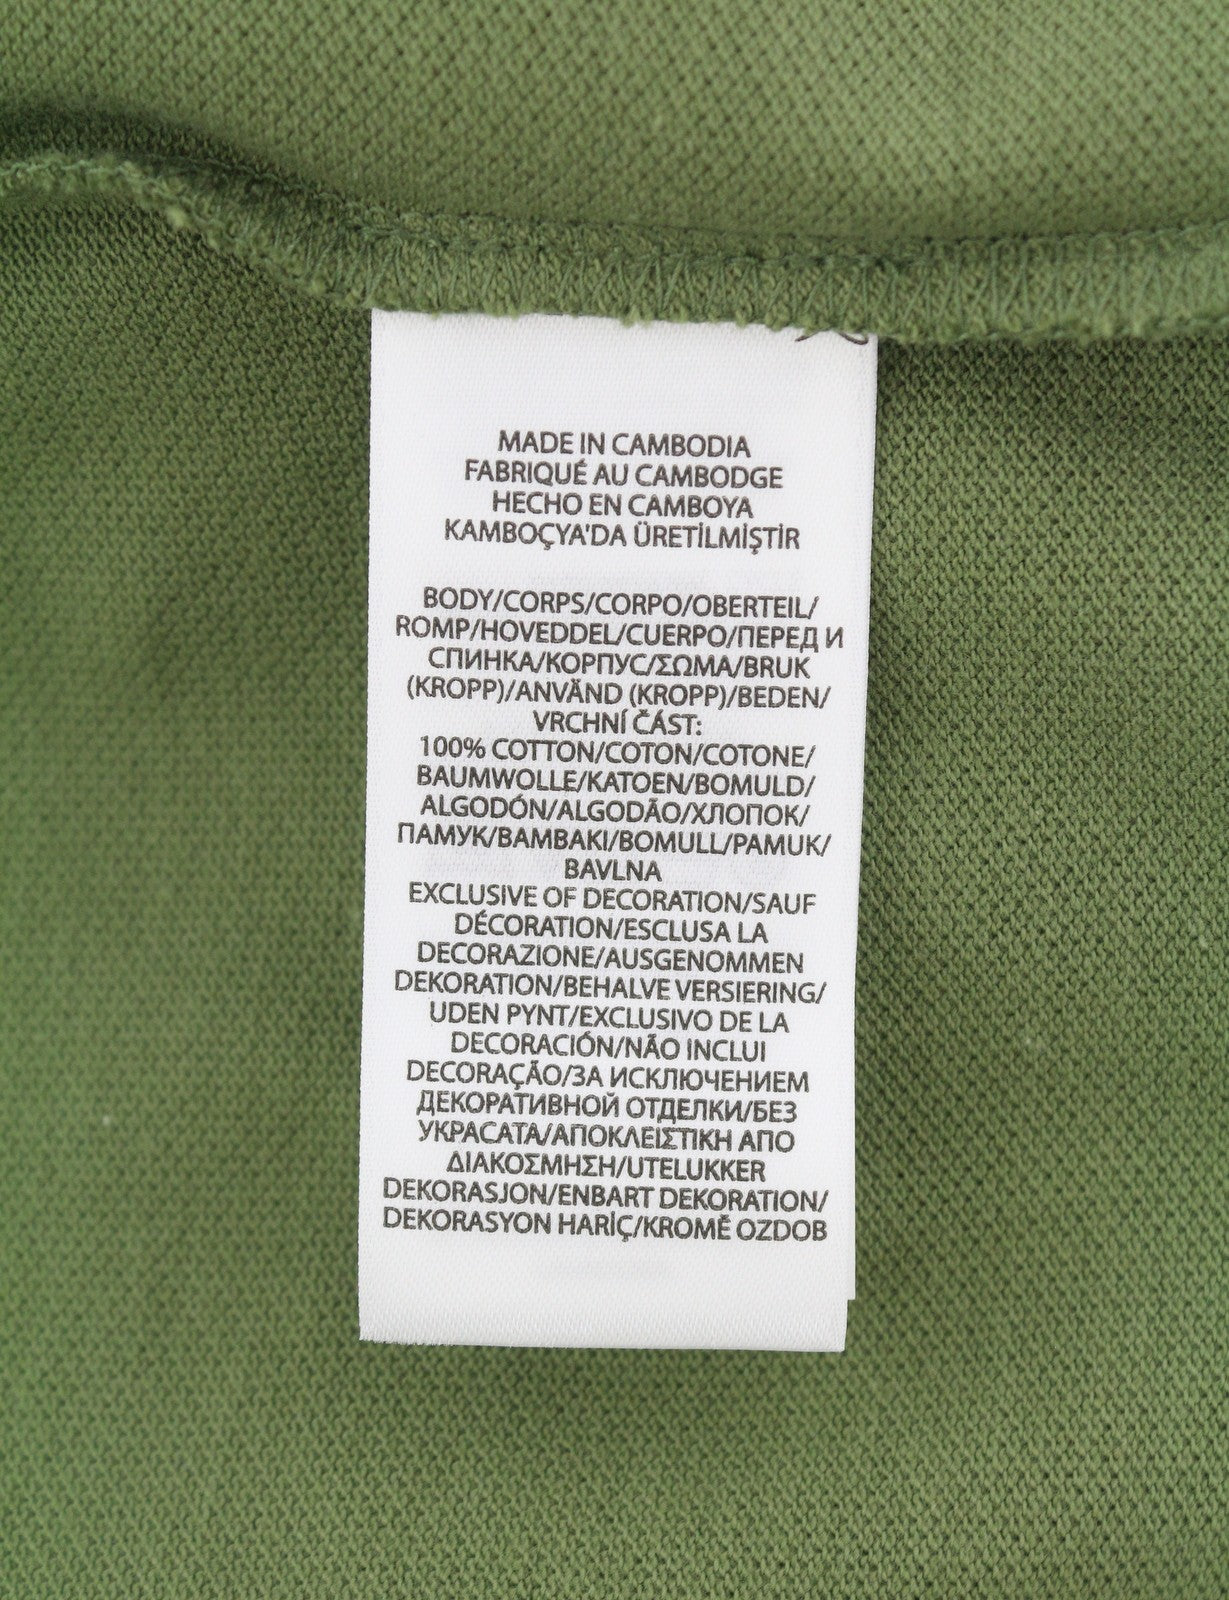 MADE IN CAMBODIA
FABRIQUÉ AU CAMBODGE
HECHO EN CAMBOYA
KAMBOÇYA'DA ÜRETİLMİŞTİR
BODY/CORPS/CORPO/OBERTEIL/
ROMP/HOVEDDEL/CUERPO/ПЕРЕД И
СПИНКА/КОРПУС/ΣΩΜΑ/BRUK
(KROPP)/ANVÄND (KROPP)/BEDEN/
VRCHNÍ ČÁST:
100% COTTON/COTON/COTONE/
BAUMWOLLE/KATOEN/BOMULD/
ALGODÓN/ALGODÃO/ХЛОПОК/
ПАМУК/ΒΑΜΒΑΚΙ/BOMULL/PAMUK/
BAVLNA
EXCLUSIVE OF DECORATION/SAUF
DÉCORATION/ESCLUSA LA
DECORAZIONE/AUSGENOMMEN
DEKORATION/BEHALVE VERSIERING/
UDEN PYNT/EXCLUSIVO DE LA
DECORACIÓN/NÃO INCLUI
DECORAÇÃO/ЗА ИСКЛЮЧЕНИЕМ
ДЕКОРАТИВНОЙ ОТДЕЛКИ/БЕЗ
УКРАСАТА/ΑΠΟΚΛΕΙΣΤΙΚΗ ΑΠΟ
ΔΙΑΚΟΣΜΗΣΗ/UTELUKKER
DEKORASJON/ENBART DEKORATION/
DEKORASYON HARİÇ/KROMĚ OZDOB